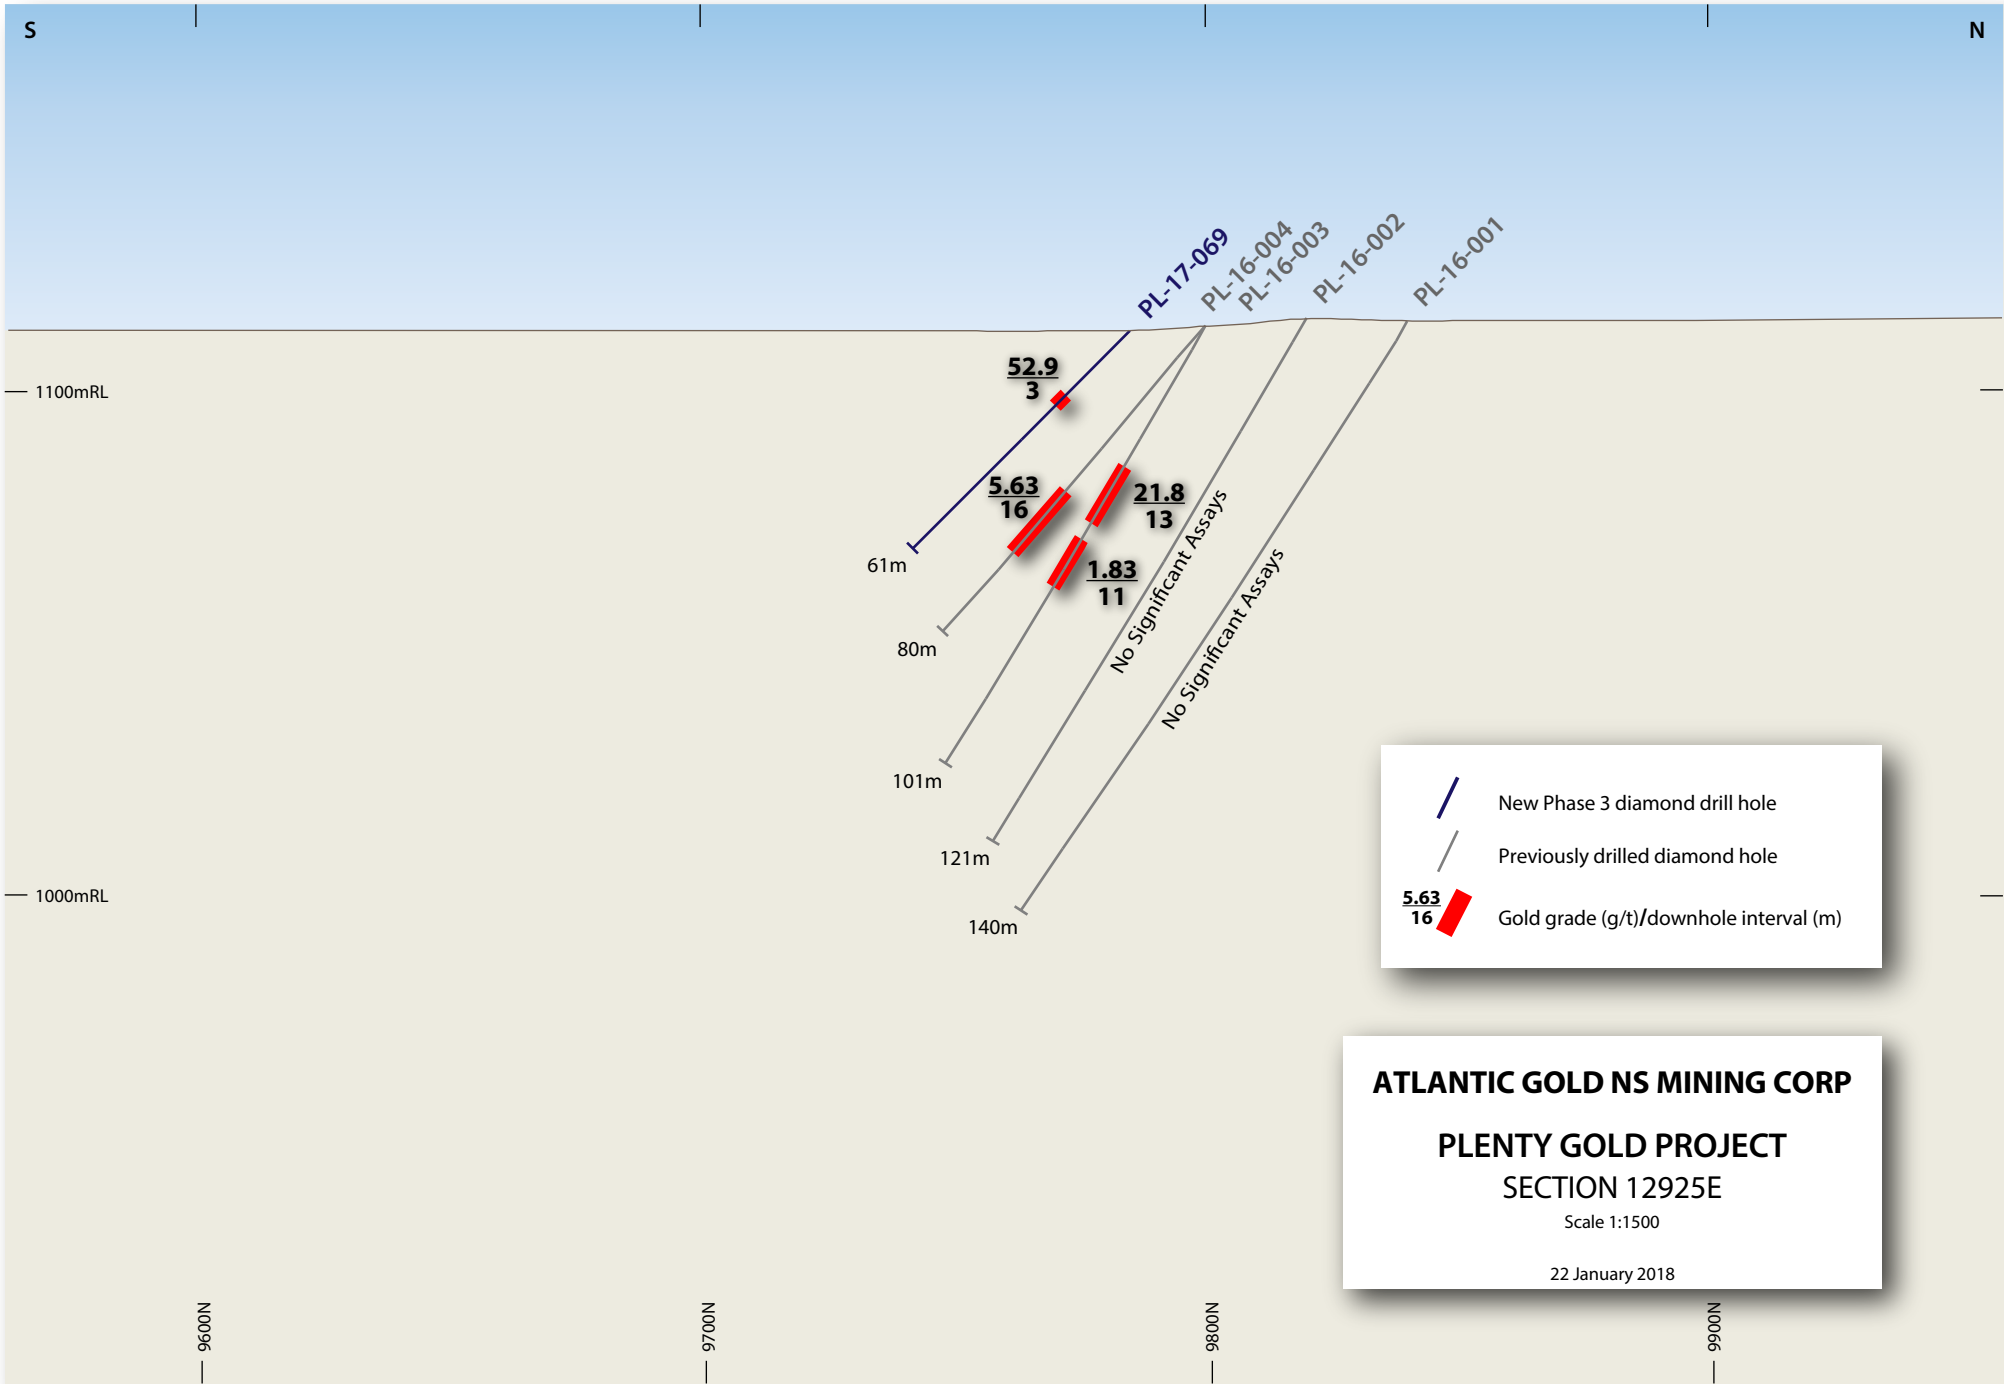 S
N
PL-17-069
PL-16-004
PL-16-003
PL-16-002
PL-16-001
1100mRL
52.9
3
5.63
16
21.8
13
1.83
11
No Significant Assays
No Significant Assays
61m
80m
101m
121m
140m
1000mRL
New Phase 3 diamond drill hole
Previously drilled diamond hole
5.63
16
Gold grade (g/t)/downhole interval (m)
ATLANTIC GOLD NS MINING CORP
PLENTY GOLD PROJECT
SECTION 12925E
Scale 1:1500
22 January 2018
9600N
9700N
9800N
9900N